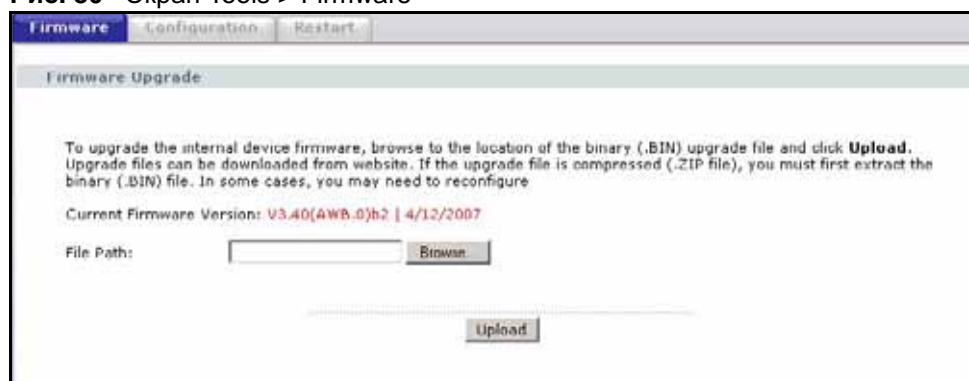 Экран Tools > Firmware
Firmware Configuration Restart
Firmware Upgrade
To upgrade the internal device firmware, browse to the location of the binary (.BIN) upgrade file and click Upload.
Upgrade files can be downloaded from website. If the upgrade file is compressed (.ZIP file), you must first extract the
binary (.BIN) file. In some cases, you may need to reconfigure
Current Firmware Version: V3.40(AWB.0)b2 | 4/12/2007
File Path: Browse...
Upload